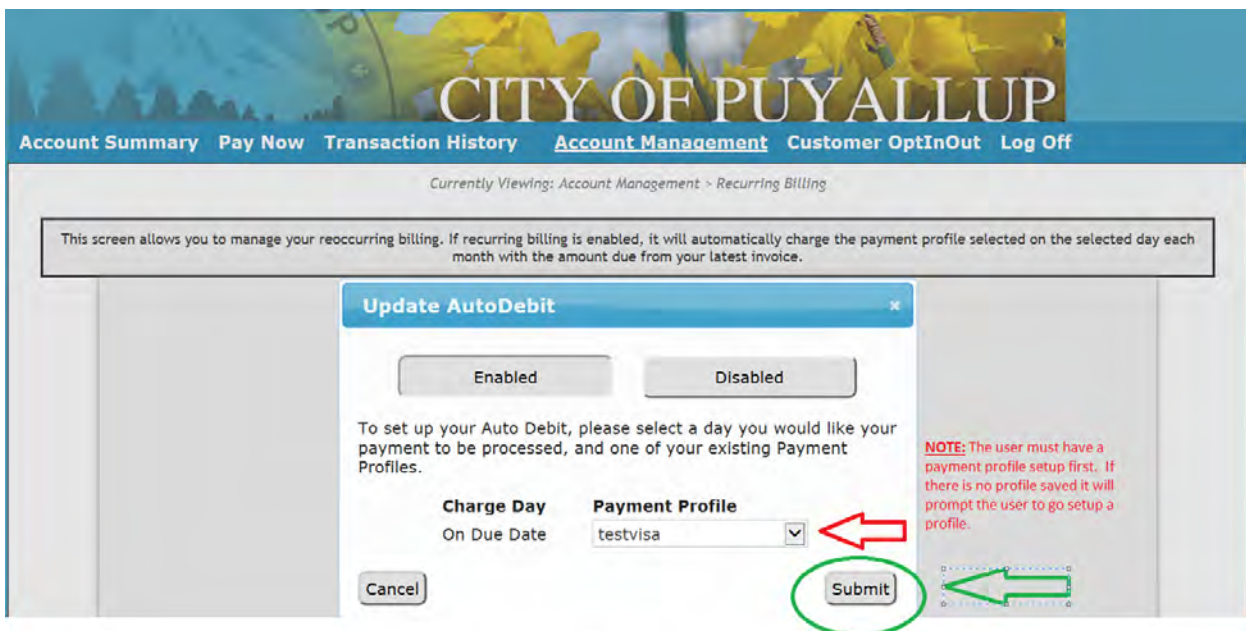 CITY OF PUYALLUP
Account Summary Pay Now Transaction History Account Management Customer OptInOut Log Off
Currently Viewing: Account Management > Recurring Billing
This screen allows you to manage your reoccurring billing. If recurring billing is enabled, it will automatically charge the payment profile selected on the selected day each
month with the amount due from your latest invoice.
Update AutoDebit ×
Enabled Disabled
To set up your Auto Debit, please select a day you would like your
payment to be processed, and one of your existing Payment
Profiles.
Charge Day Payment Profile
On Due Date testvisa
Cancel Submit
NOTE: The user must have a
payment profile setup first. If
there is no profile saved it will
prompt the user to go setup a
profile.